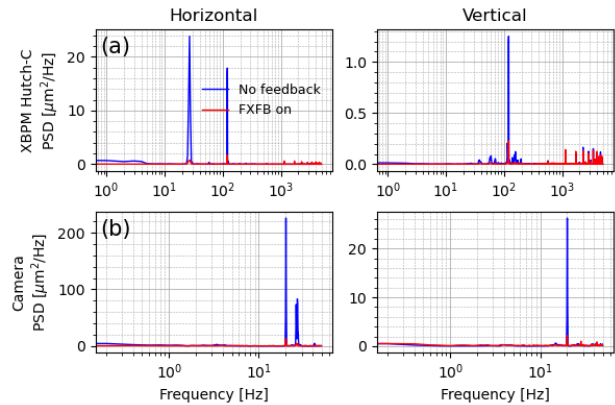 Horizontal Vertical
(a)
XBPM Hutch-C
PSD [μm²/Hz]
20
10
0
No feedback
FXFB on
10⁰ 10¹ 10² 10³
1.0
0.5
0.0
10⁰ 10¹ 10² 10³
(b)
Camera
PSD [μm²/Hz]
200
100
0
10⁰ 10¹
20
10
0
10⁰ 10¹
Frequency [Hz] Frequency [Hz]